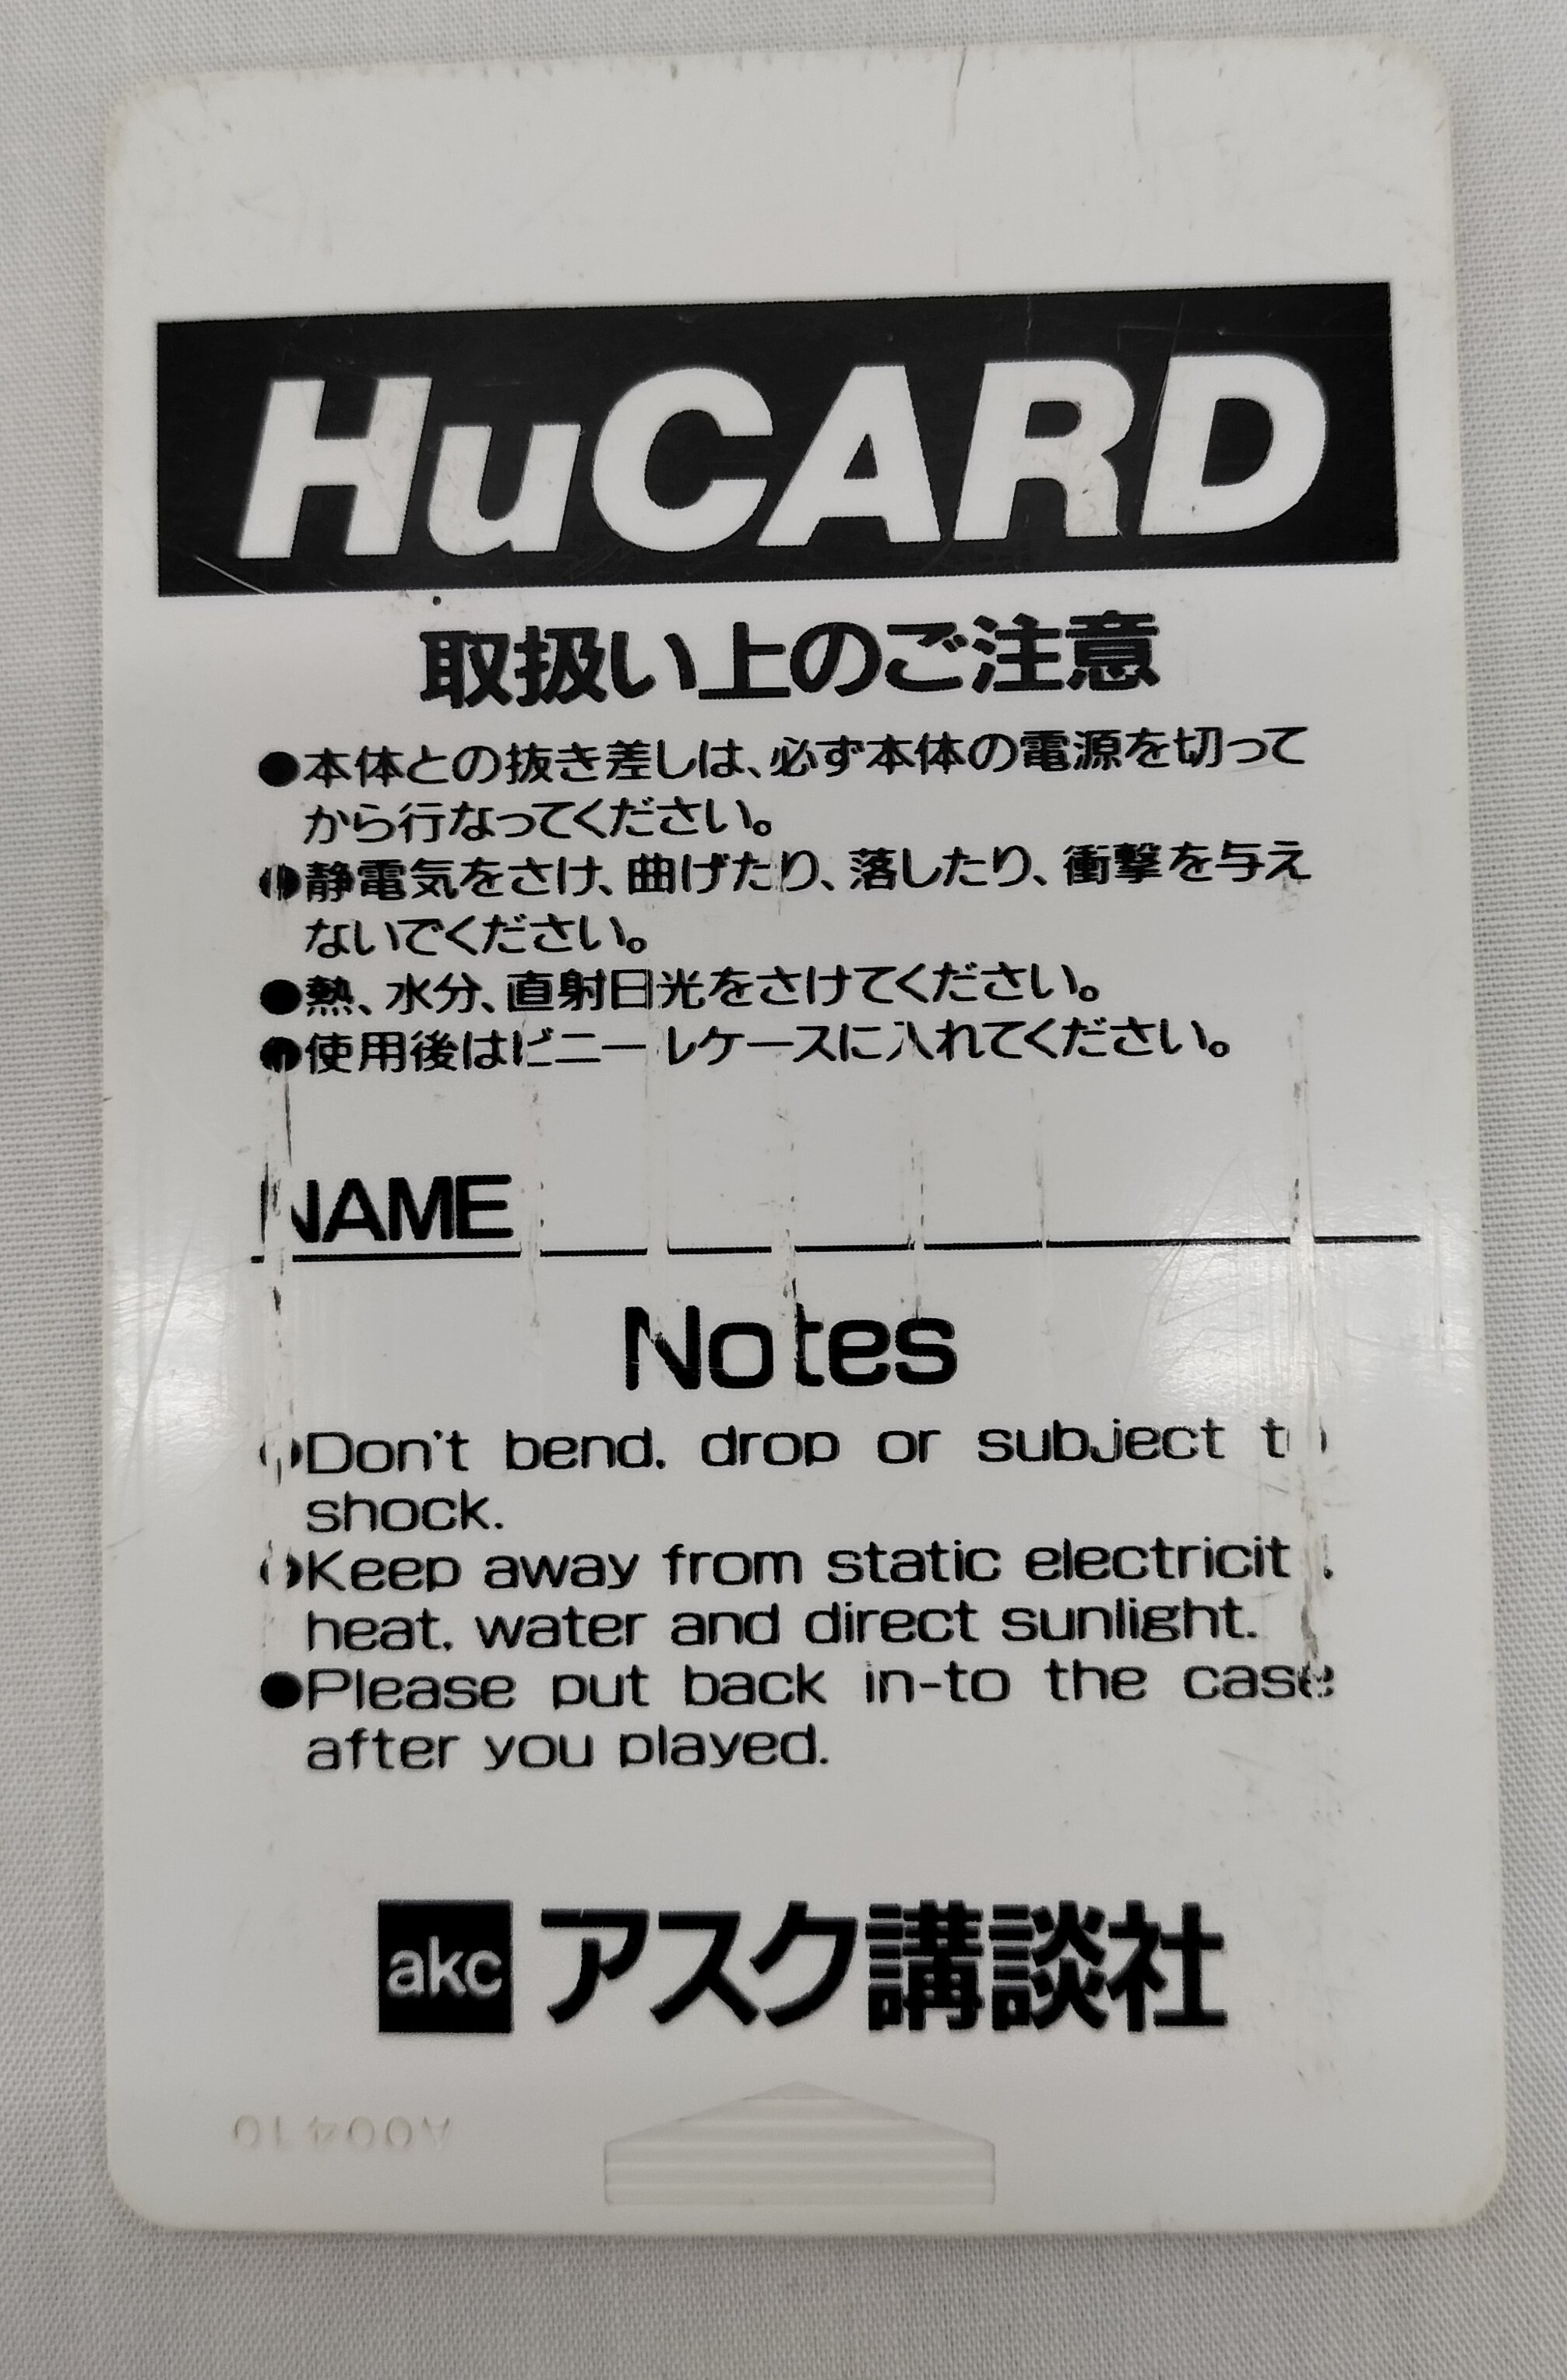 HuCARD
取扱い上のご注意
●本体との抜き差しは、必ず本体の電源を切って
から行なってください。
●静電気をさけ、曲げたり、落したり、衝撃を与え
ないでください。
●熱、水分、直射日光をさけてください。
●使用後はビニールケースに入れてください。
NAME
Notes
●Don't bend, drop or subject to
shock.
●Keep away from static electricit .
heat, water and direct sunlight.
●Please put back in-to the case
after you played.
akc アスク講談社